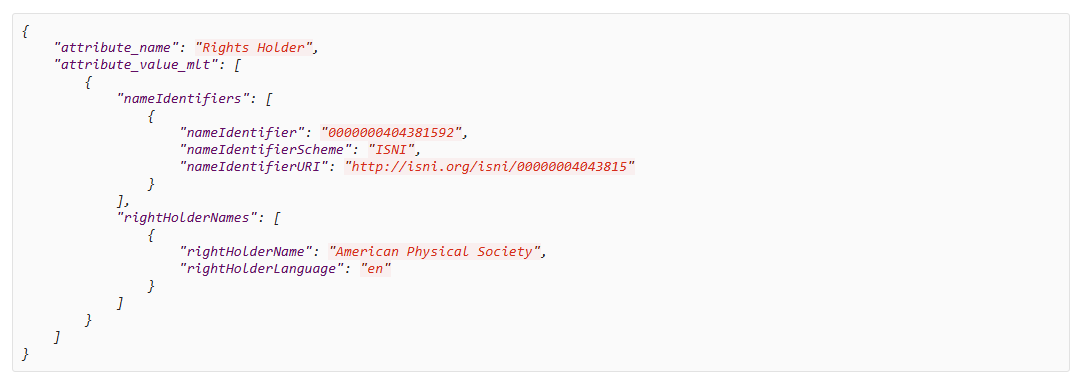 {
    "attribute_name": "Rights Holder",
    "attribute_value_mlt": [
        {
            "nameIdentifiers": [
                {
                    "nameIdentifier": "0000000404381592",
                    "nameIdentifierScheme": "ISNI",
                    "nameIdentifierURI": "http://isni.org/isni/00000004043815"
                }
            ],
            "rightHolderNames": [
                {
                    "rightHolderName": "American Physical Society",
                    "rightHolderLanguage": "en"
                }
            ]
        }
    ]
}